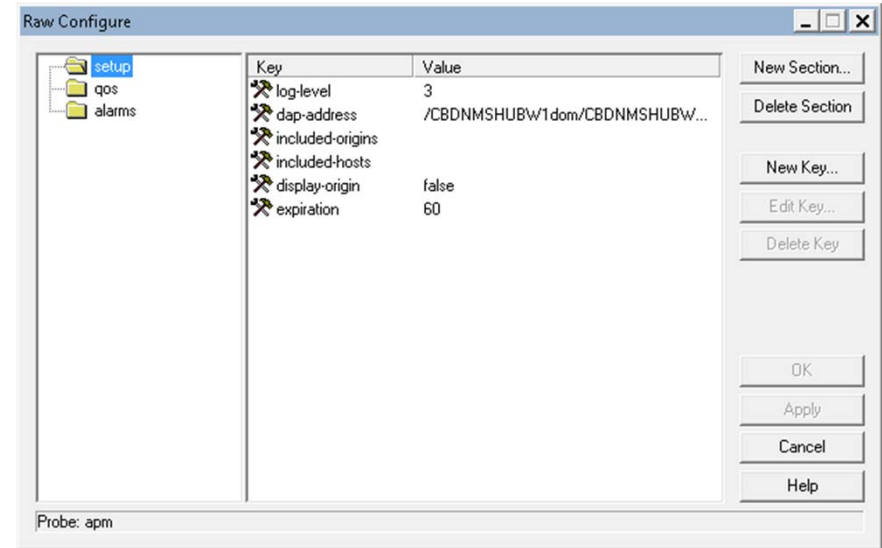 Raw Configure
setup
qos
alarms
Key Value
log-level 3
dap-address /CBDNMSHUBW1dom/CBDNMSHUBW...
included-origins
included-hosts
display-origin false
expiration 60
New Section...
Delete Section
New Key...
Edit Key...
Delete Key
OK
Apply
Cancel
Help
Probe: apm